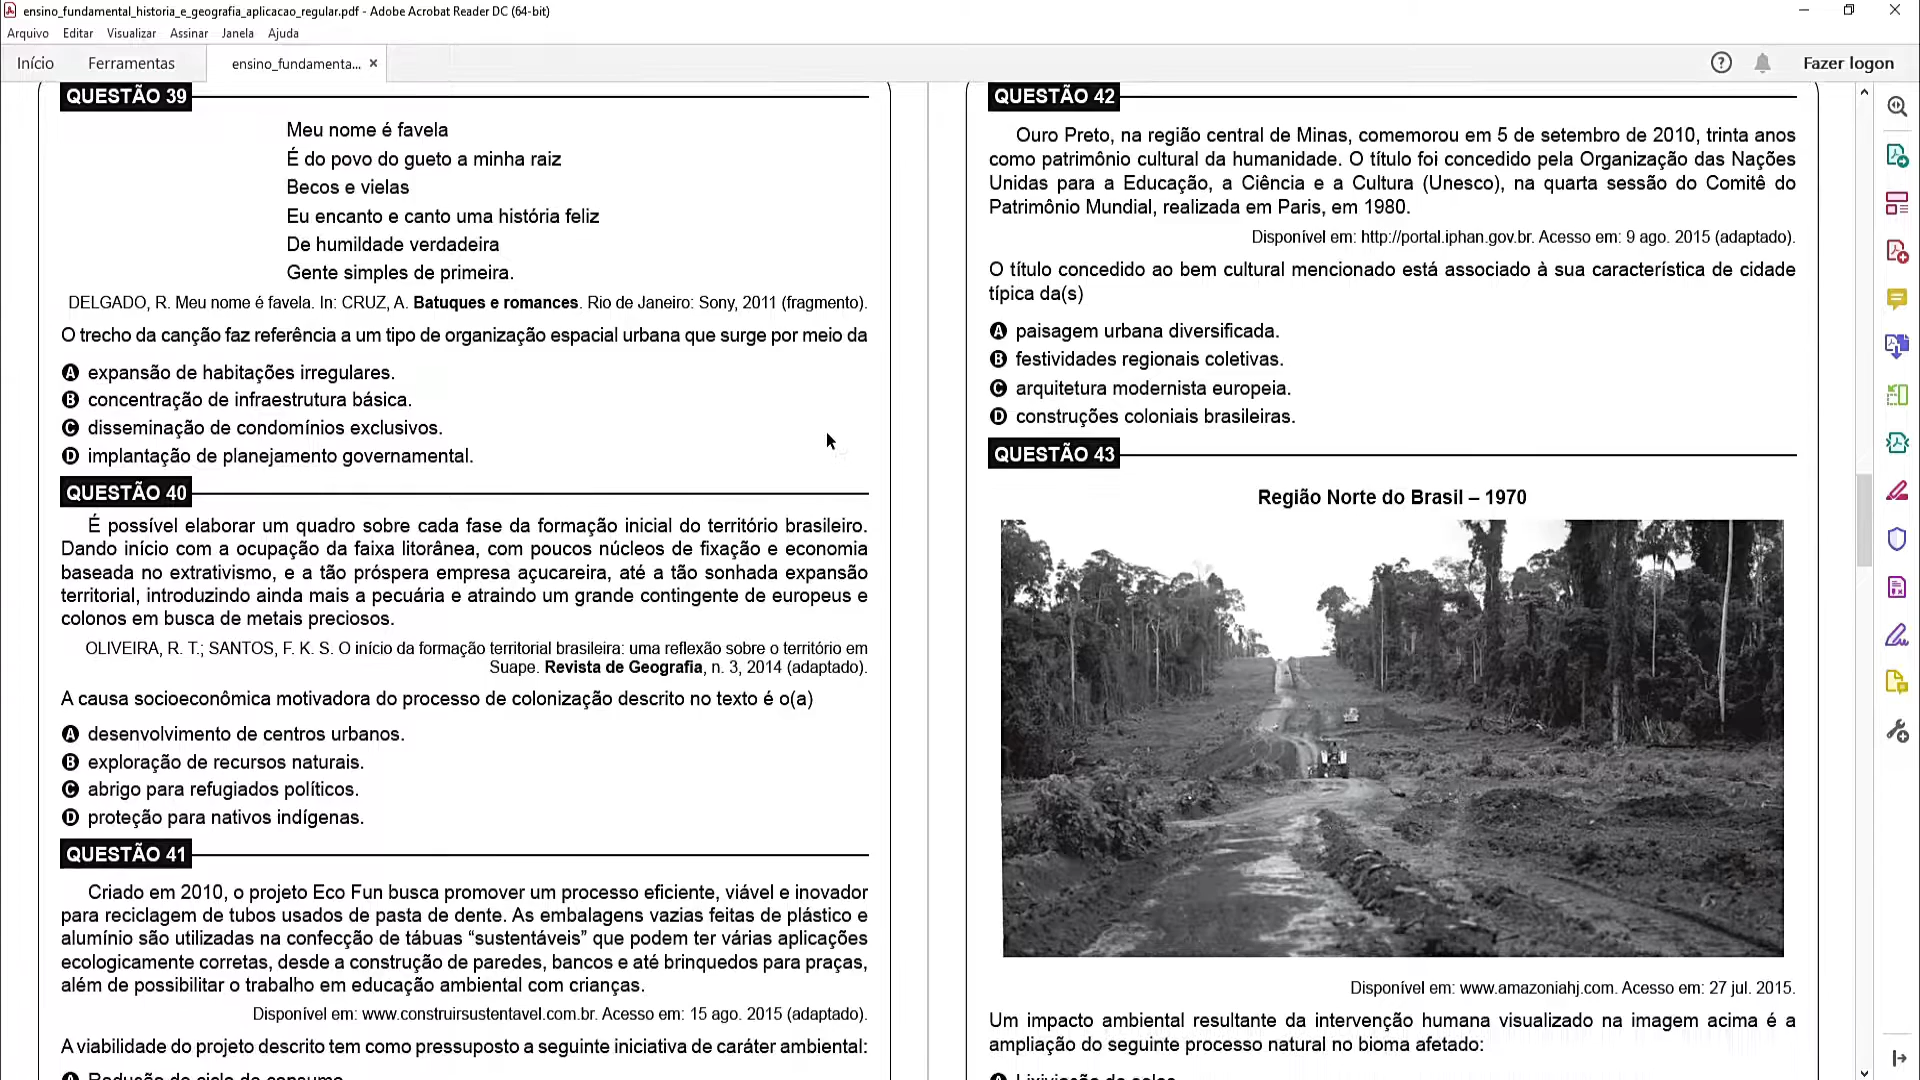 ensino_fundamental_historia_e_geografia_aplicacao_regular.pdf - Adobe Acrobat Reader DC (64-bit)
Arquivo Editar Visualizar Assinar Janela Ajuda
Início Ferramentas ensino_fundamenta... × Fazer logon
QUESTÃO 39
Meu nome é favela
É do povo do gueto a minha raiz
Becos e vielas
Eu encanto e canto uma história feliz
De humildade verdadeira
Gente simples de primeira.
DELGADO, R. Meu nome é favela. In: CRUZ, A. Batuques e romances. Rio de Janeiro: Sony, 2011 (fragmento).
O trecho da canção faz referência a um tipo de organização espacial urbana que surge por meio da
A expansão de habitações irregulares.
B concentração de infraestrutura básica.
C disseminação de condomínios exclusivos.
D implantação de planejamento governamental.
QUESTÃO 40
É possível elaborar um quadro sobre cada fase da formação inicial do território brasileiro.
Dando início com a ocupação da faixa litorânea, com poucos núcleos de fixação e economia
baseada no extrativismo, e a tão próspera empresa açucareira, até a tão sonhada expansão
territorial, introduzindo ainda mais a pecuária e atraindo um grande contingente de europeus e
colonos em busca de metais preciosos.
OLIVEIRA, R. T.; SANTOS, F. K. S. O início da formação territorial brasileira: uma reflexão sobre o território em
Suape. Revista de Geografia, n. 3, 2014 (adaptado).
A causa socioeconômica motivadora do processo de colonização descrito no texto é o(a)
A desenvolvimento de centros urbanos.
B exploração de recursos naturais.
C abrigo para refugiados políticos.
D proteção para nativos indígenas.
QUESTÃO 41
Criado em 2010, o projeto Eco Fun busca promover um processo eficiente, viável e inovador
para reciclagem de tubos usados de pasta de dente. As embalagens vazias feitas de plástico e
alumínio são utilizadas na confecção de tábuas “sustentáveis” que podem ter várias aplicações
ecologicamente corretas, desde a construção de paredes, bancos e até brinquedos para praças,
além de possibilitar o trabalho em educação ambiental com crianças.
Disponível em: www.construirsustentavel.com.br. Acesso em: 15 ago. 2015 (adaptado).
A viabilidade do projeto descrito tem como pressuposto a seguinte iniciativa de caráter ambiental:
A Redução do ciclo de consumo.
QUESTÃO 42
Ouro Preto, na região central de Minas, comemorou em 5 de setembro de 2010, trinta anos
como patrimônio cultural da humanidade. O título foi concedido pela Organização das Nações
Unidas para a Educação, a Ciência e a Cultura (Unesco), na quarta sessão do Comitê do
Patrimônio Mundial, realizada em Paris, em 1980.
Disponível em: http://portal.iphan.gov.br. Acesso em: 9 ago. 2015 (adaptado).
O título concedido ao bem cultural mencionado está associado à sua característica de cidade
típica da(s)
A paisagem urbana diversificada.
B festividades regionais coletivas.
C arquitetura modernista europeia.
D construções coloniais brasileiras.
QUESTÃO 43
Região Norte do Brasil – 1970
Disponível em: www.amazoniahj.com. Acesso em: 27 jul. 2015.
Um impacto ambiental resultante da intervenção humana visualizado na imagem acima é a
ampliação do seguinte processo natural no bioma afetado:
A Lixiviação de solos.